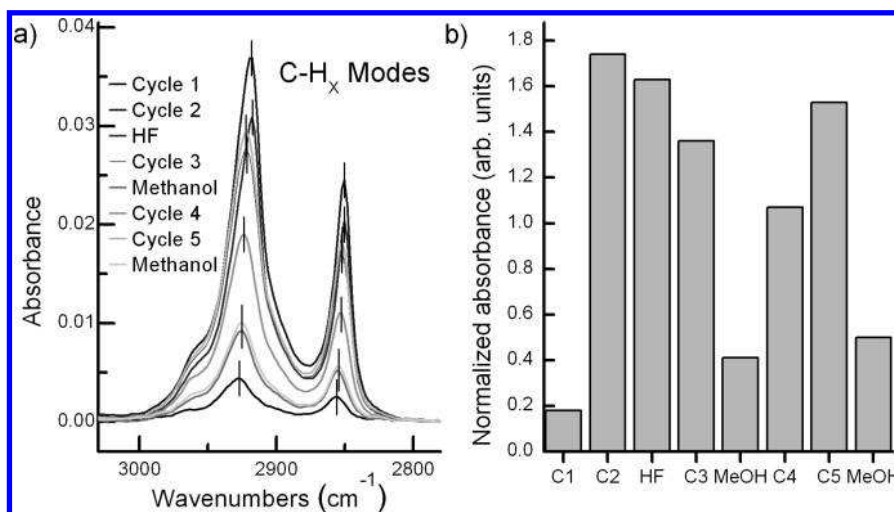 a)
C-Hx Modes
Cycle 1
Cycle 2
HF
Cycle 3
Methanol
Cycle 4
Cycle 5
Methanol
Absorbance
0.04
0.03
0.02
0.01
0.00
3000 2900 2800
Wavenumbers (cm-1)
b)
Normalized absorbance (arb. units)
1.8
1.6
1.4
1.2
1.0
0.8
0.6
0.4
0.2
0.0
C1 C2 HF C3 MeOH C4 C5 MeOH